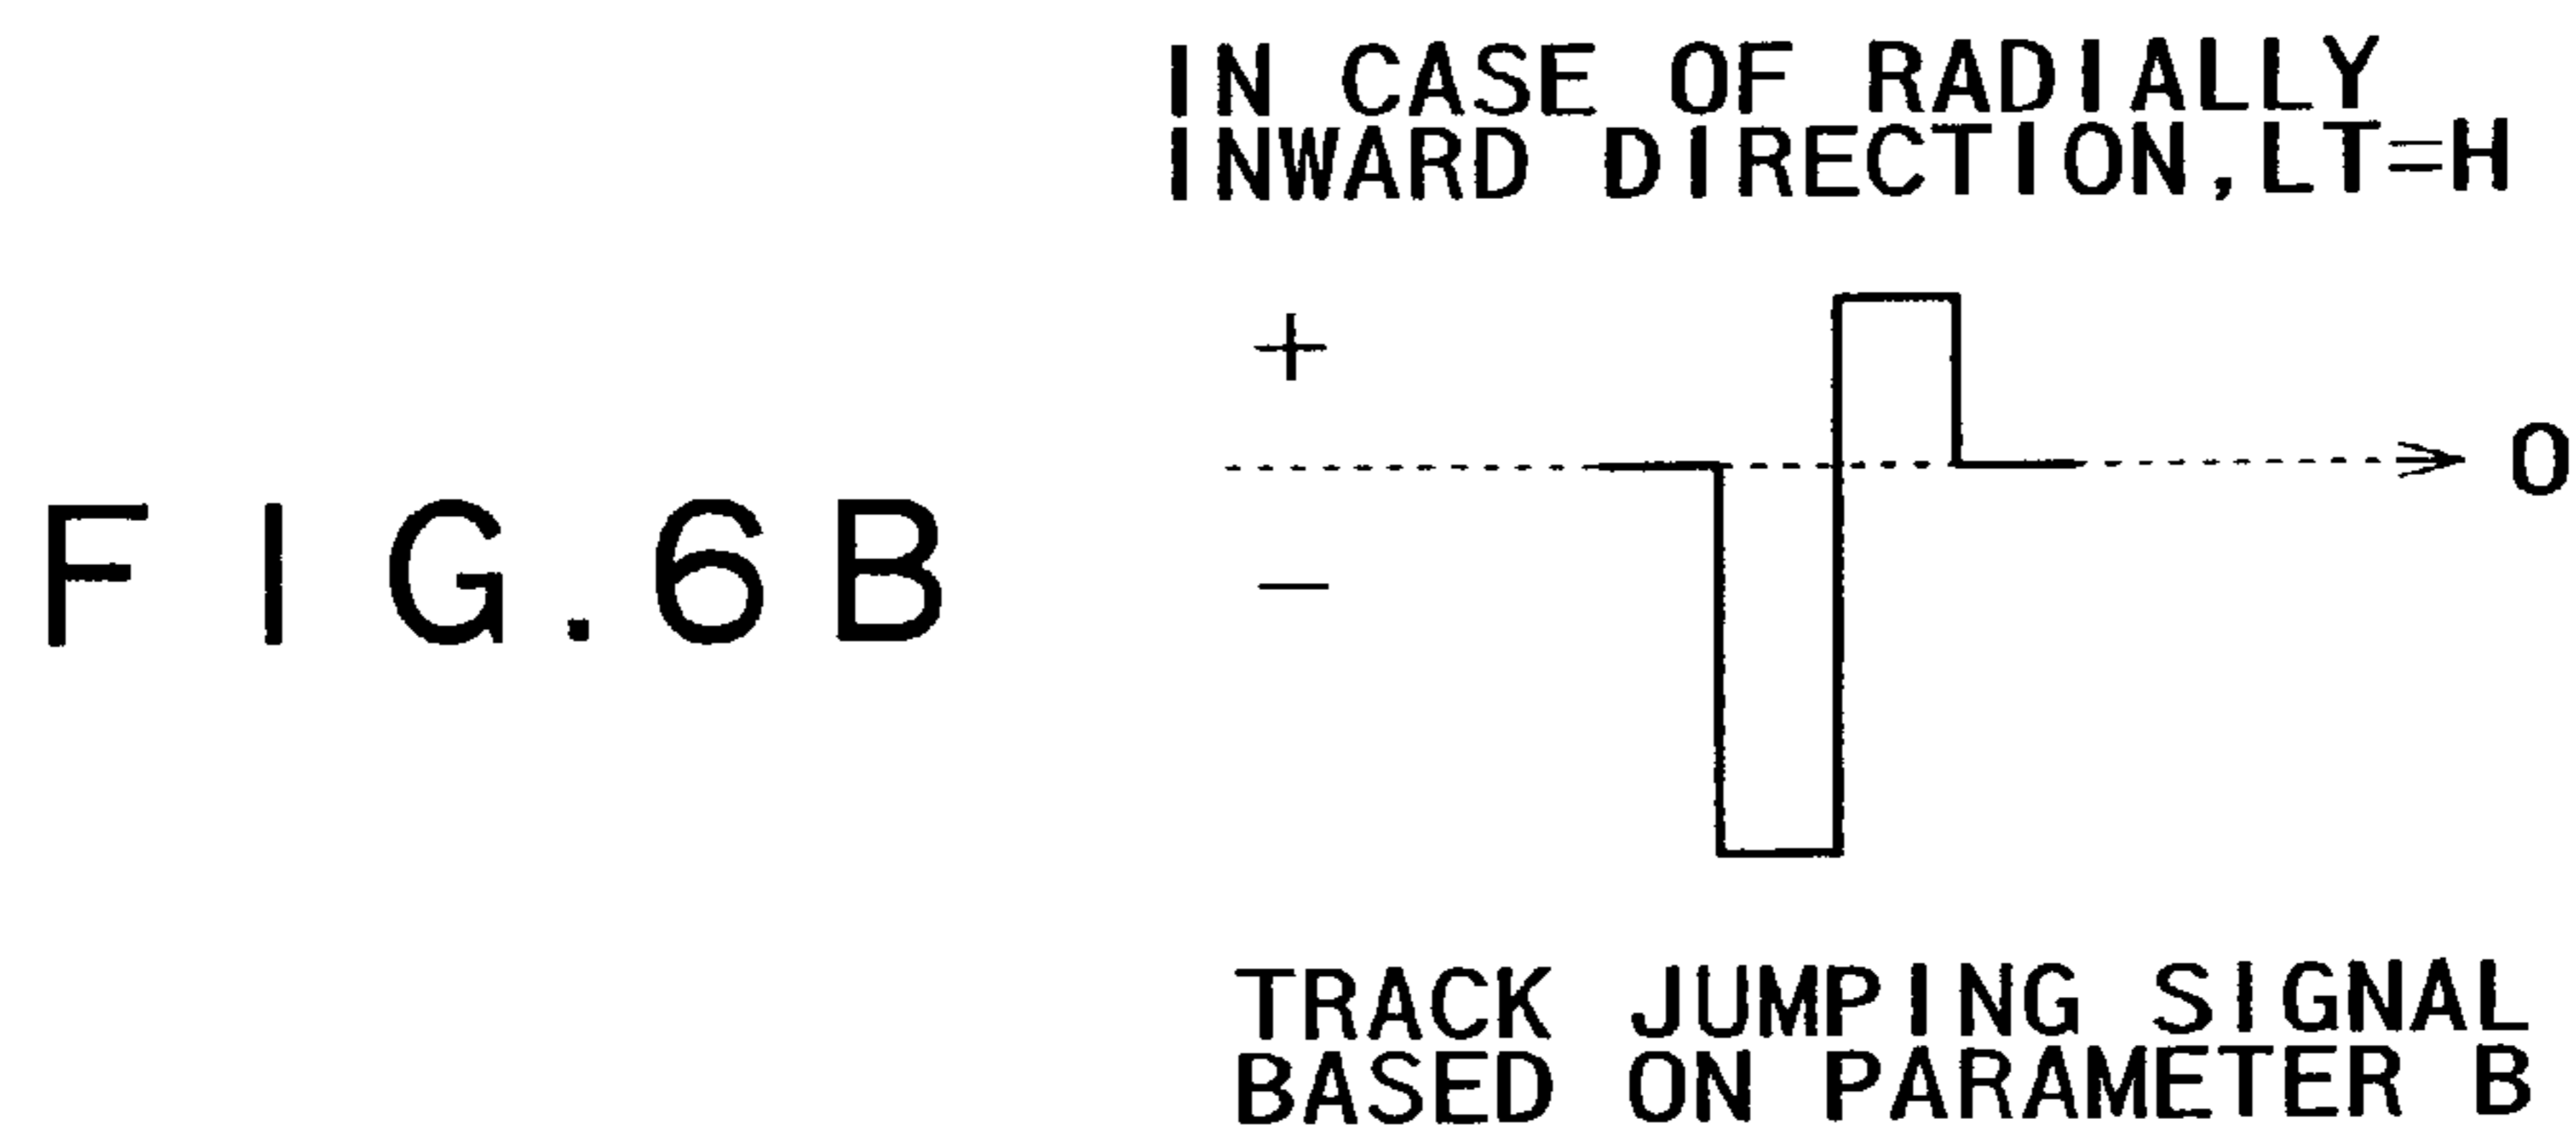 IN CASE OF RADIALLY
INWARD DIRECTION,LT=H
+
0
−
FIG.6B
TRACK JUMPING SIGNAL
BASED ON PARAMETER B